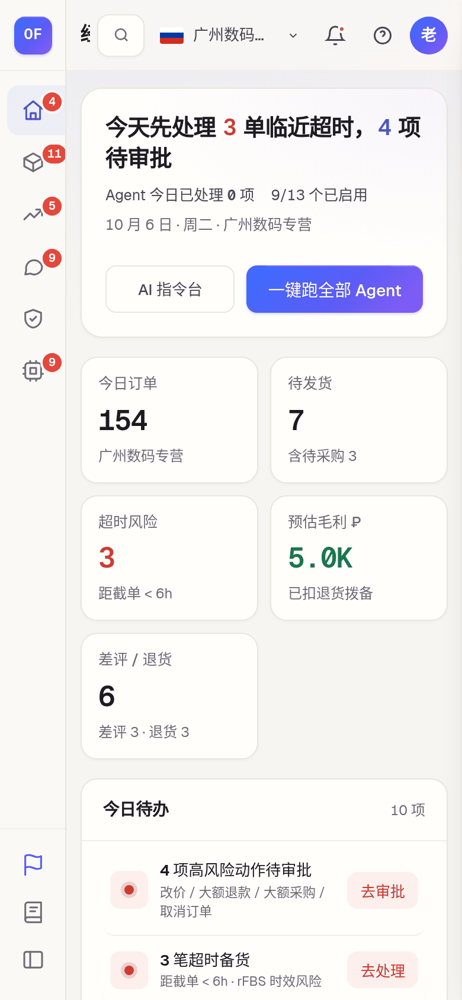 OF
广州数码...
老
4
11
5
9
9
今天先处理 3 单临近超时，4 项
待审批
Agent 今日已处理 0 项 9/13 个已启用
10 月 6 日 · 周二 · 广州数码专营
AI 指令台
一键跑全部 Agent
今日订单
154
广州数码专营
待发货
7
含待采购 3
超时风险
3
距截单 < 6h
预估毛利 ₽
5.0K
已扣退货拨备
差评 / 退货
6
差评 3 · 退货 3
今日待办
10 项
4 项高风险动作待审批
改价 / 大额退款 / 大额采购 /
取消订单
去审批
3 笔超时备货
距截单 < 6h · rFBS 时效风险
去处理